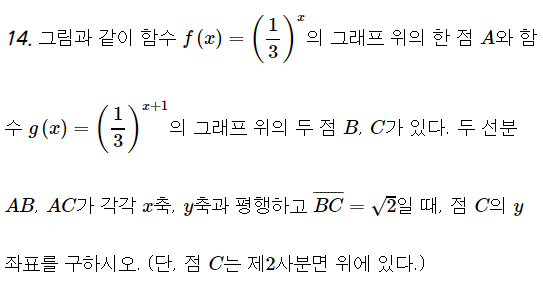 14. 그림과 같이 함수 f(x) = (1/3)^x의 그래프 위의 한 점 A와 함
수 g(x) = (1/3)^{x+1}의 그래프 위의 두 점 B, C가 있다. 두 선분
AB, AC가 각각 x축, y축과 평행하고 \overline{BC} = √2일 때, 점 C의 y
좌표를 구하시오. (단, 점 C는 제2사분면 위에 있다.)